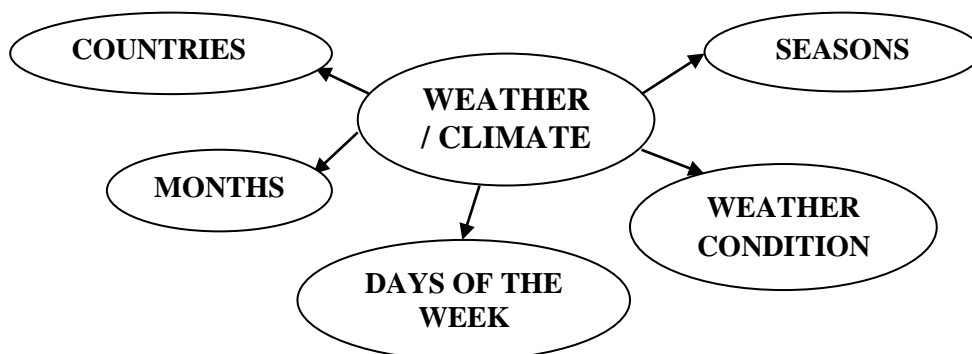 COUNTRIES
SEASONS
WEATHER
/ CLIMATE
MONTHS
WEATHER
CONDITION
DAYS OF THE
WEEK